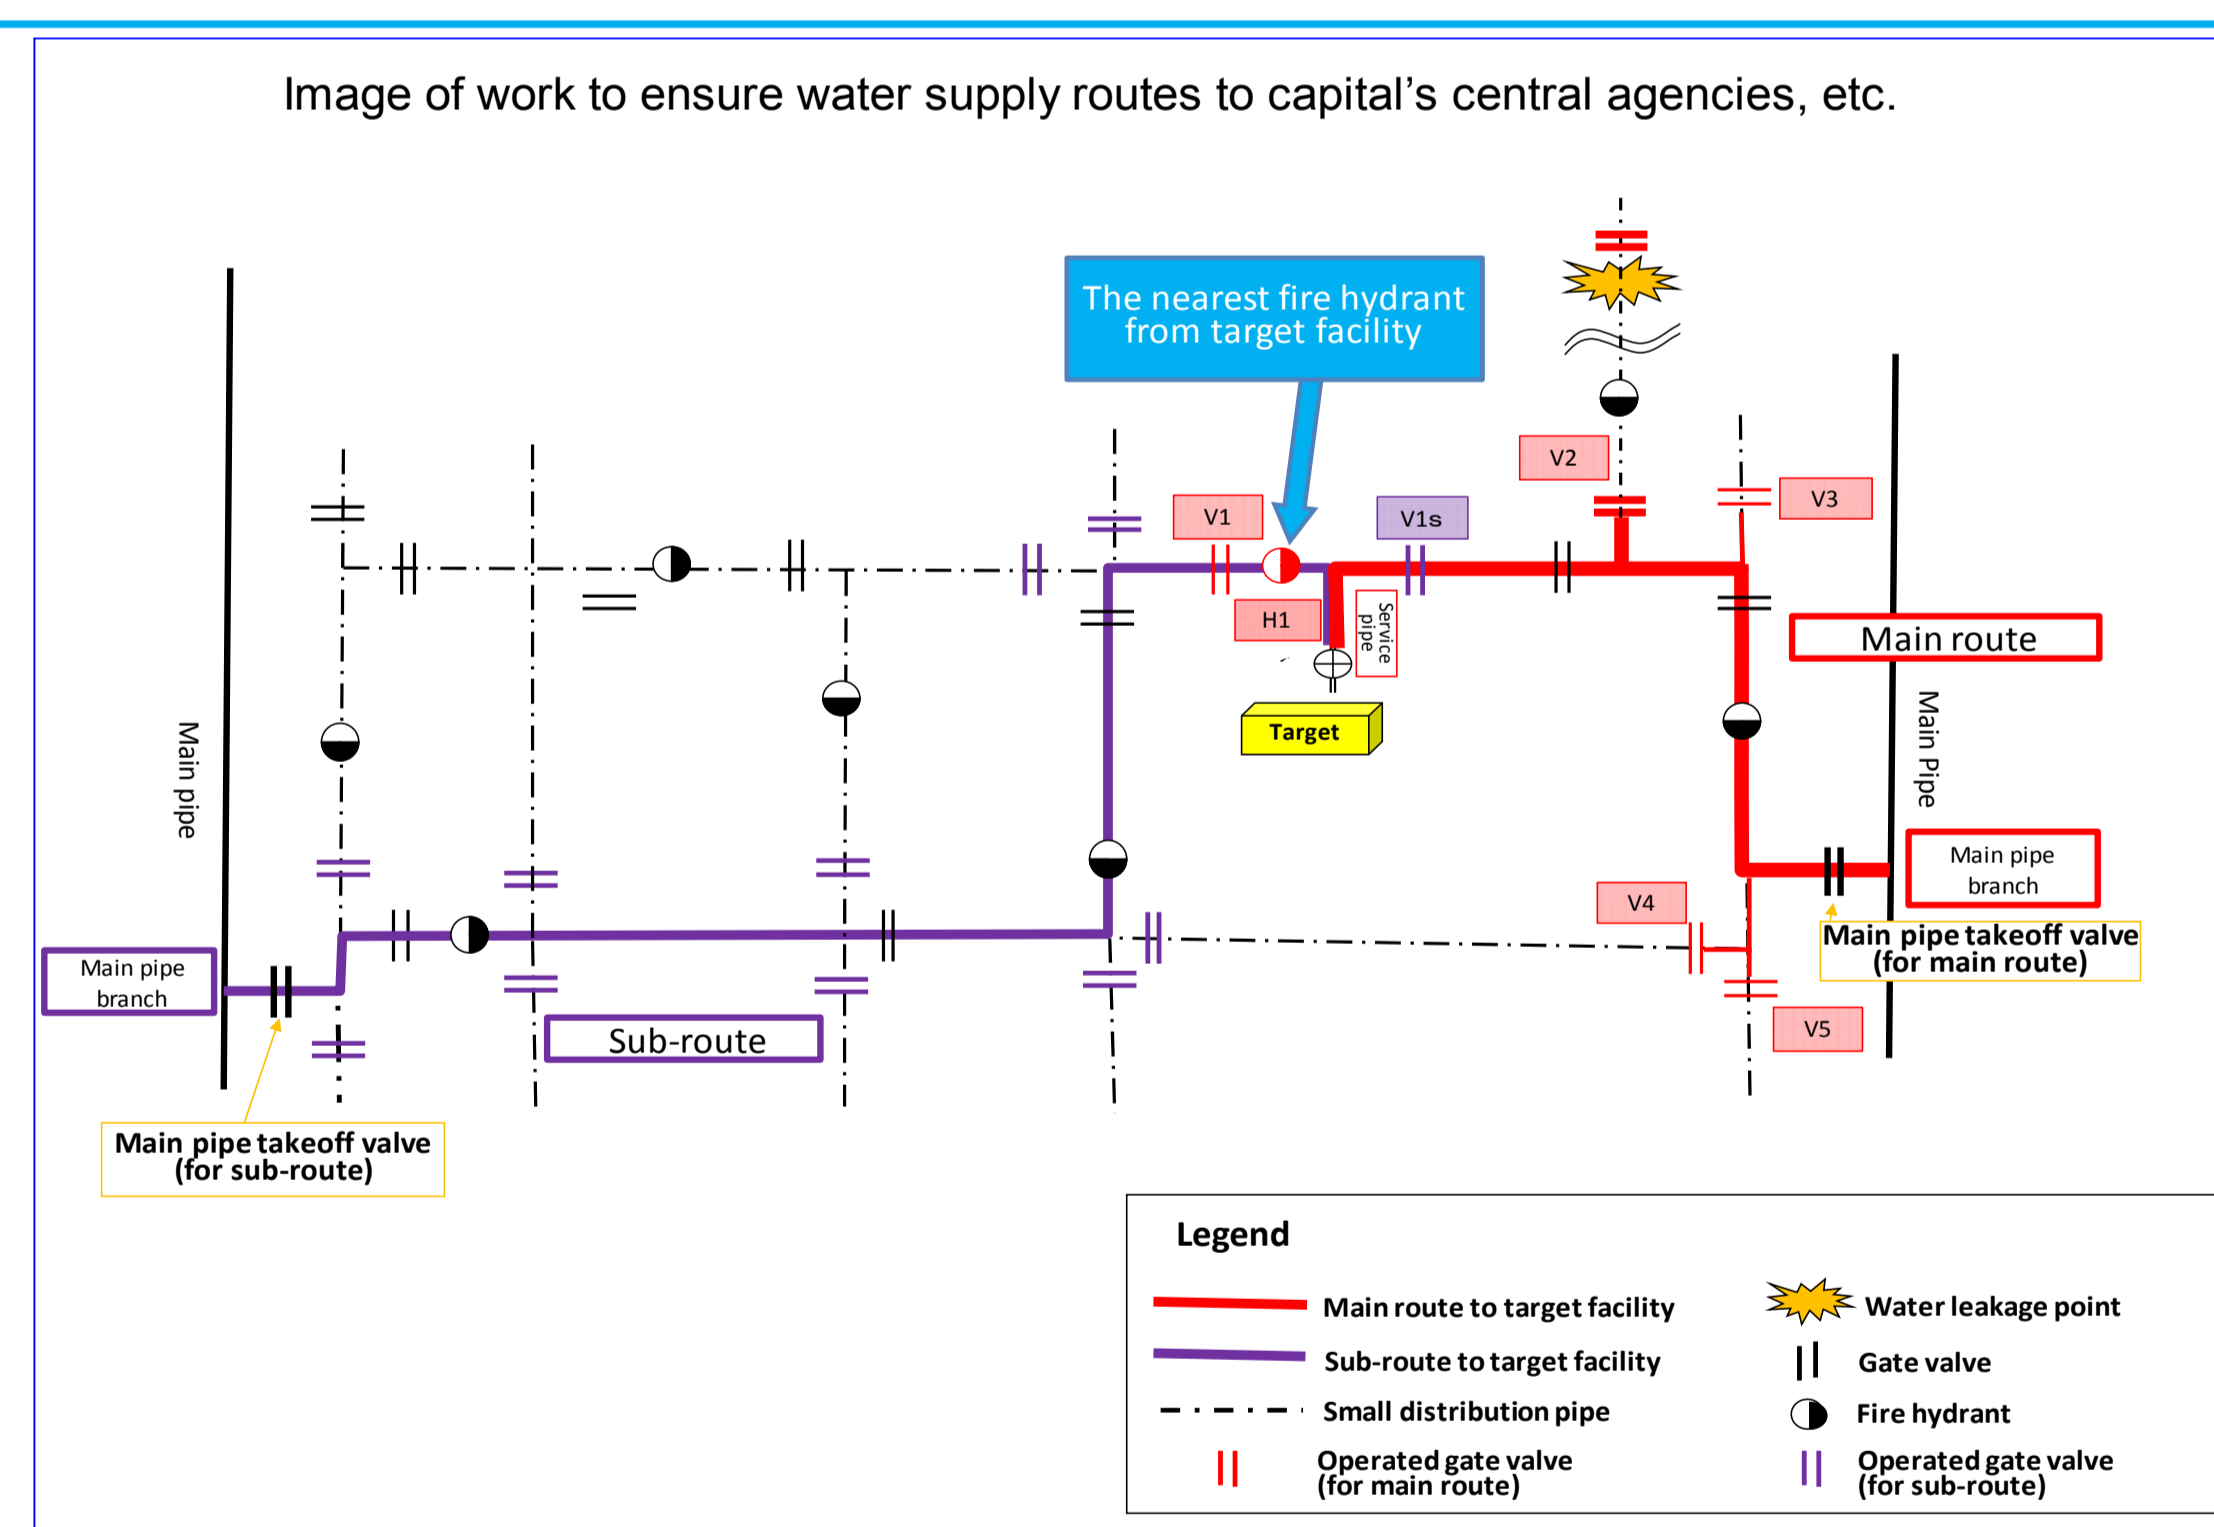 Image of work to ensure water supply routes to capital's central agencies, etc.
The nearest fire hydrant
from target facility
V2
V3
V1
V1s
H1
Service
pipe
Main route
Target
Main pipe
Main Pipe
Main pipe
branch
V4
Main pipe takeoff valve
(for main route)
Main pipe
branch
V5
Sub-route
Main pipe takeoff valve
(for sub-route)
Legend
Main route to target facility
Water leakage point
Sub-route to target facility
Gate valve
Small distribution pipe
Fire hydrant
Operated gate valve
(for main route)
Operated gate valve
(for sub-route)